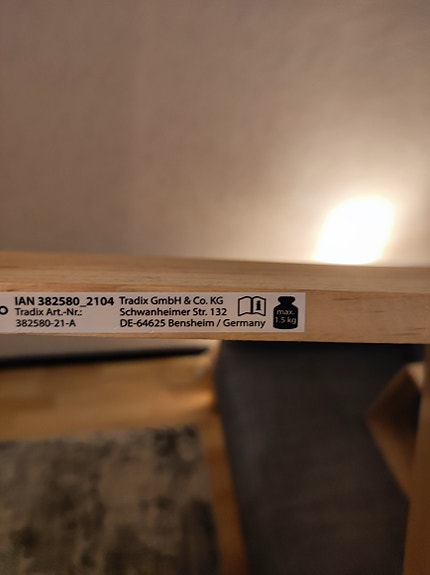 IAN 382580_2104
Tradix Art.-Nr.:
382580-21-A
Tradix GmbH & Co. KG
Schwanheimer Str. 132
DE-64625 Bensheim / Germany
max.
1.5 kg